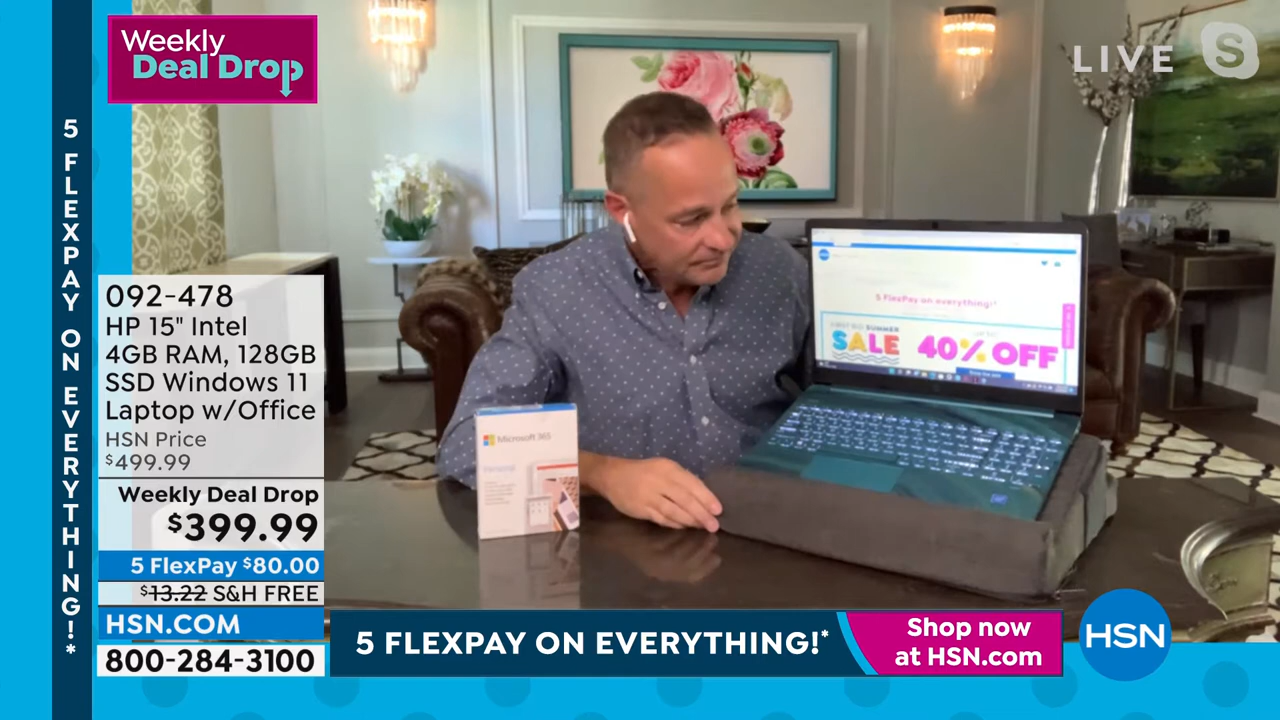 Weekly
Deal Drop
LIVE S
5 FLEXPAY ON EVERYTHING!*
092-478
HP 15" Intel
4GB RAM, 128GB
SSD Windows 11
Laptop w/Office
HSN Price
$499.99
Weekly Deal Drop
$399.99
5 FlexPay $80.00
$13.22 S&H FREE
HSN.COM
800-284-3100
Microsoft 365
Personal
5 FlexPay on everything!*
SUMMER
SALE
40% OFF
5 FLEXPAY ON EVERYTHING!*
Shop now
at HSN.com
HSN